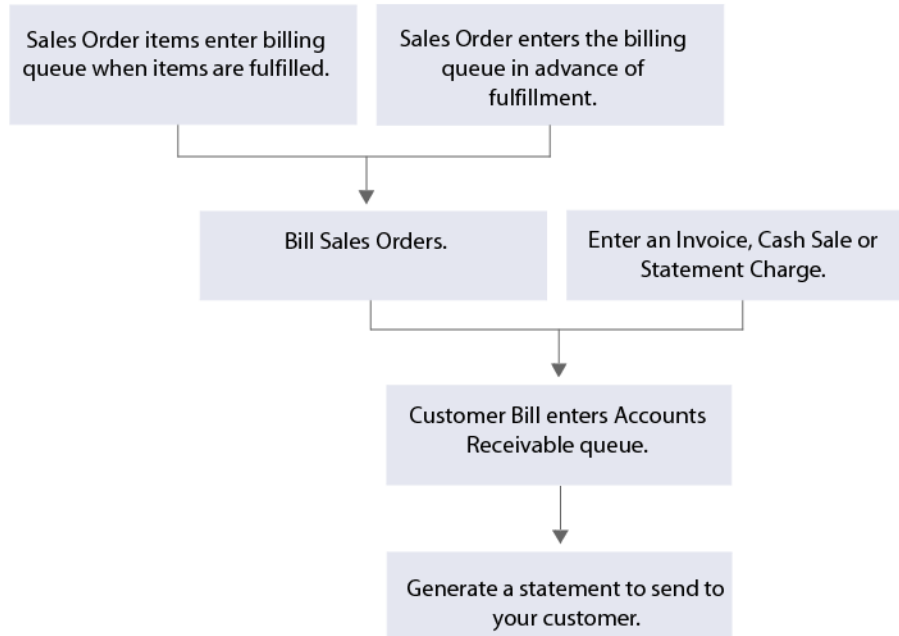 Sales Order items enter billing
queue when items are fulfilled.
Sales Order enters the billing
queue in advance of
fulfillment.
Bill Sales Orders.
Enter an Invoice, Cash Sale or
Statement Charge.
Customer Bill enters Accounts
Receivable queue.
Generate a statement to send to
your customer.